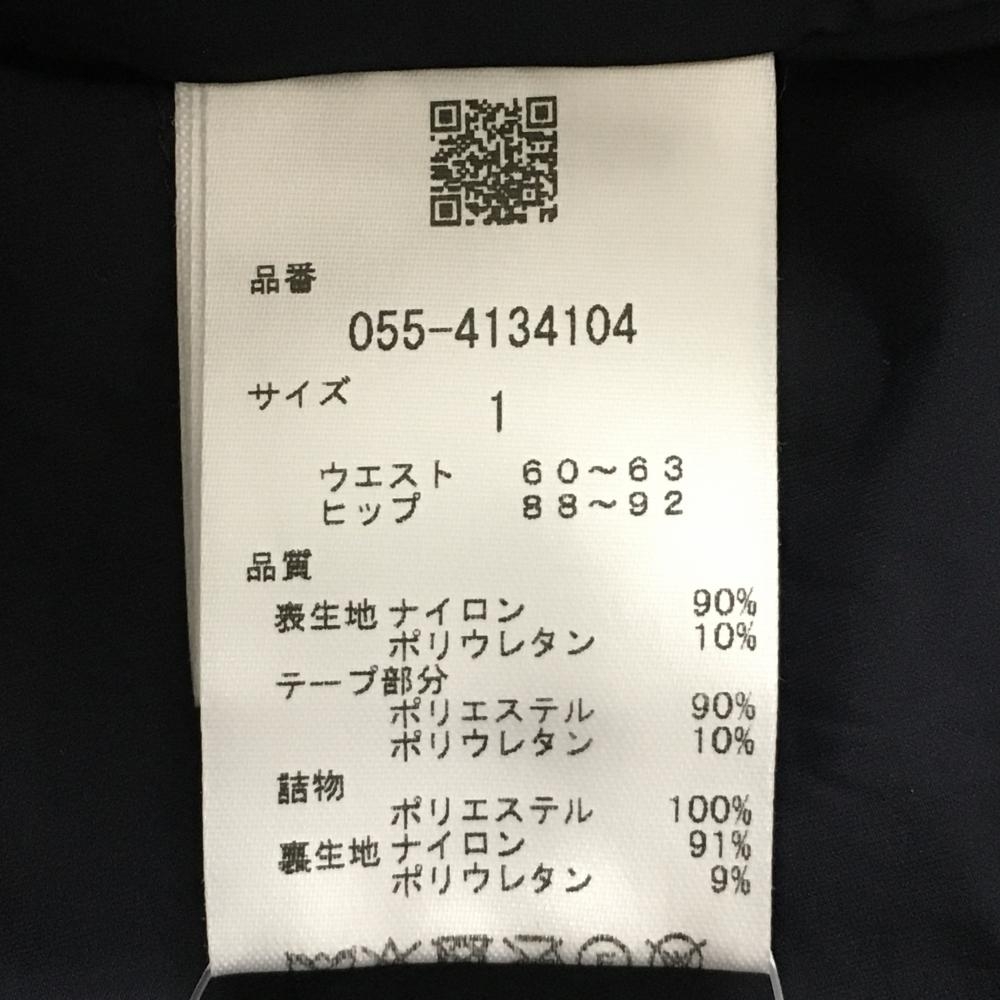 品番
055-4134104
サイズ 1
ウエスト 60～63
ヒップ 88～92
品質
表生地 ナイロン 90%
ポリウレタン 10%
テープ部分
ポリエステル 90%
ポリウレタン 10%
詰物
ポリエステル 100%
裏生地 ナイロン 91%
ポリウレタン 9%